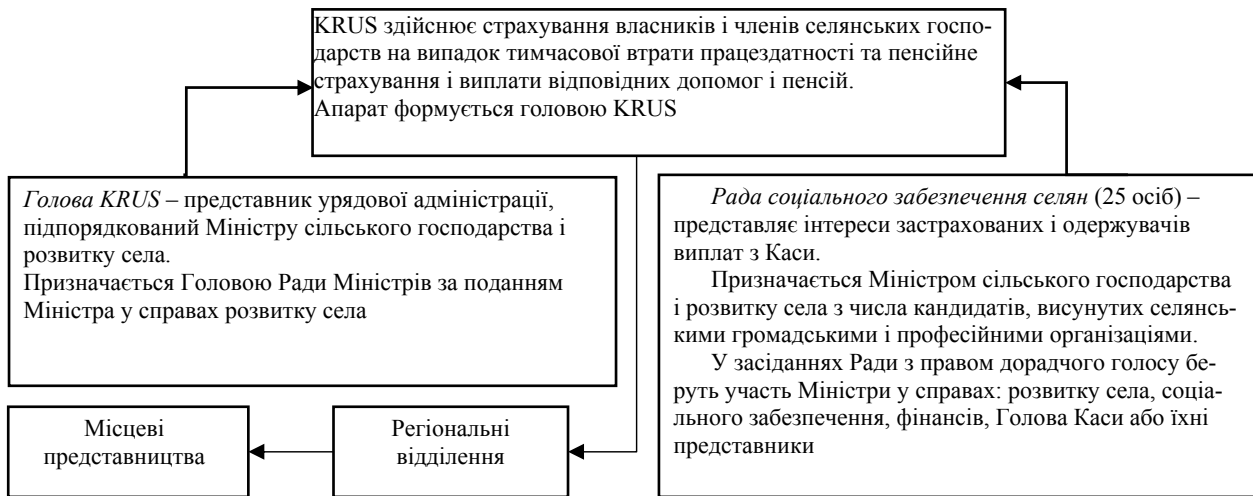 KRUS здійснює страхування власників і членів селянських госпо-
дарств на випадок тимчасової втрати працездатності та пенсійне
страхування і виплати відповідних допомог і пенсій.
Апарат формується головою KRUS
Голова KRUS – представник урядової адміністрації,
підпорядкований Міністру сільського господарства і
розвитку села.
Призначається Головою Ради Міністрів за поданням
Міністра у справах розвитку села
Рада соціального забезпечення селян (25 осіб) –
представляє інтереси застрахованих і одержувачів
виплат з Каси.
Призначається Міністром сільського господарства
і розвитку села з числа кандидатів, висунутих селянсь-
кими громадськими і професійними організаціями.
У засіданнях Ради з правом дорадчого голосу бе-
руть участь Міністри у справах: розвитку села, соціа-
льного забезпечення, фінансів, Голова Каси або їхні
представники
Місцеві
представництва
Регіональні
відділення